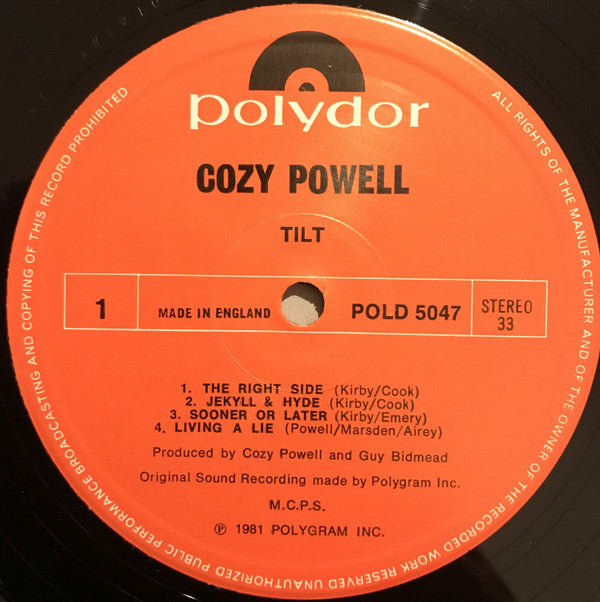 polydor
COZY POWELL
TILT
1
MADE IN ENGLAND
POLD 5047
STEREO
33
1. THE RIGHT SIDE (Kirby/Cook)
2. JEKYLL & HYDE (Kirby/Cook)
3. SOONER OR LATER (Kirby/Emery)
4. LIVING A LIE (Powell/Marsden/Airey)
Produced by Cozy Powell and Guy Bidmead
Original Sound Recording made by Polygram Inc.
M.C.P.S.
℗ 1981 POLYGRAM INC.
ALL RIGHTS OF THE MANUFACTURER AND OF THE OWNER OF THE RECORDED WORK RESERVED UNAUTHORIZED PUBLIC PERFORMANCE BROADCASTING AND COPYING OF THIS RECORD PROHIBITED